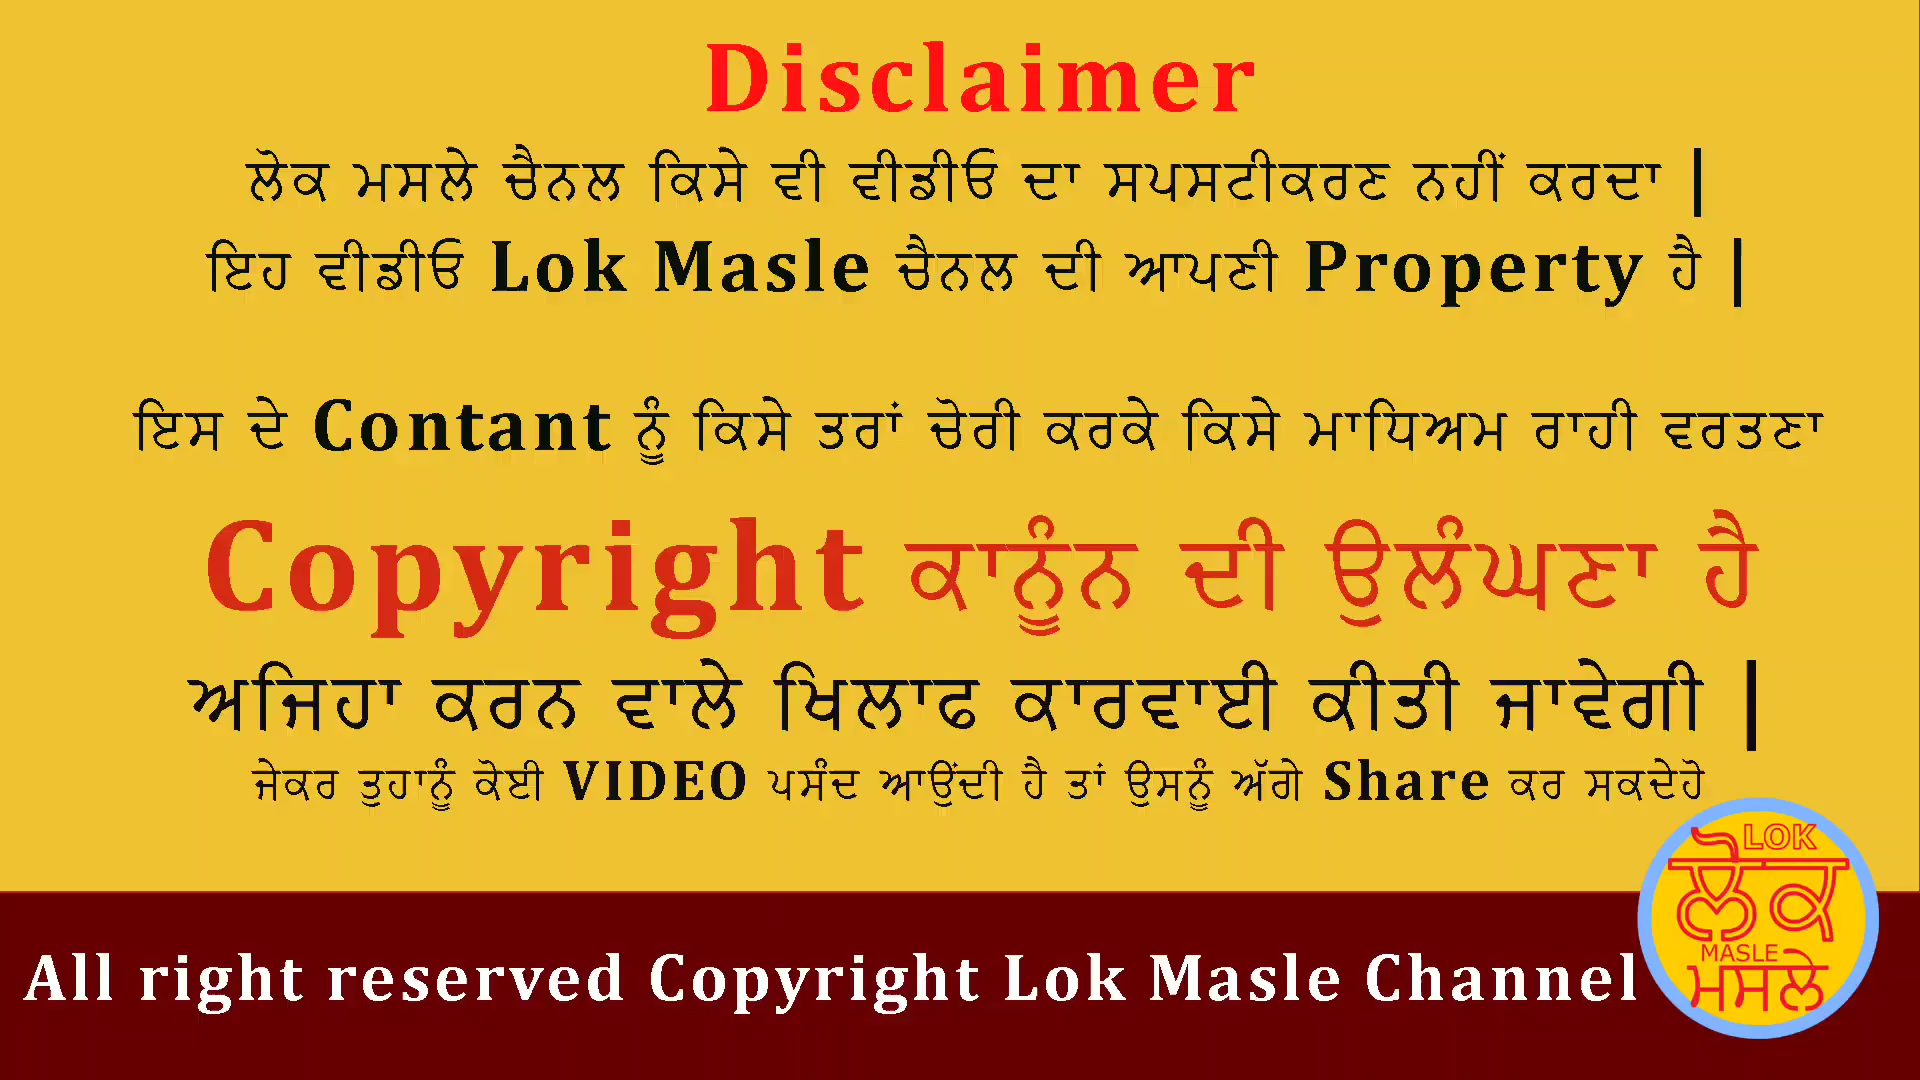 Disclaimer
ਲੋਕ ਮਸਲੇ ਚੈਨਲ ਕਿਸੇ ਵੀ ਵੀਡੀਓ ਦਾ ਸਪਸਟੀਕਰਣ ਨਹੀਂ ਕਰਦਾ |
ਇਹ ਵੀਡੀਓ Lok Masle ਚੈਨਲ ਦੀ ਆਪਣੀ Property ਹੈ |
ਇਸ ਦੇ Contant ਨੂੰ ਕਿਸੇ ਤਰਾਂ ਚੋਰੀ ਕਰਕੇ ਕਿਸੇ ਮਾਧਿਅਮ ਰਾਹੀ ਵਰਤਣਾ
Copyright ਕਾਨੂੰਨ ਦੀ ਉਲੰਘਣਾ ਹੈ
ਅਜਿਹਾ ਕਰਨ ਵਾਲੇ ਖਿਲਾਫ ਕਾਰਵਾਈ ਕੀਤੀ ਜਾਵੇਗੀ |
ਜੇਕਰ ਤੁਹਾਨੂੰ ਕੋਈ VIDEO ਪਸੰਦ ਆਉਂਦੀ ਹੈ ਤਾਂ ਉਸਨੂੰ ਅੱਗੇ Share ਕਰ ਸਕਦੇਹੋ
All right reserved Copyright Lok Masle Channel
LOK
ਲੋਕ
MASLE
ਮਸਲੇ